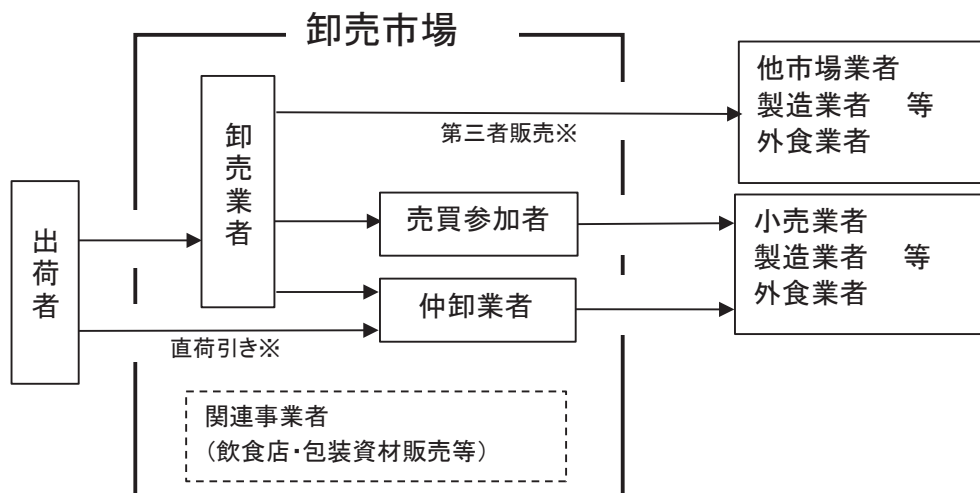 卸売市場
他市場業者
製造業者　等
外食業者
第三者販売※
卸売業者
出荷者
売買参加者
小売業者
製造業者　等
外食業者
仲卸業者
直荷引き※
関連事業者
（飲食店・包装資材販売等）